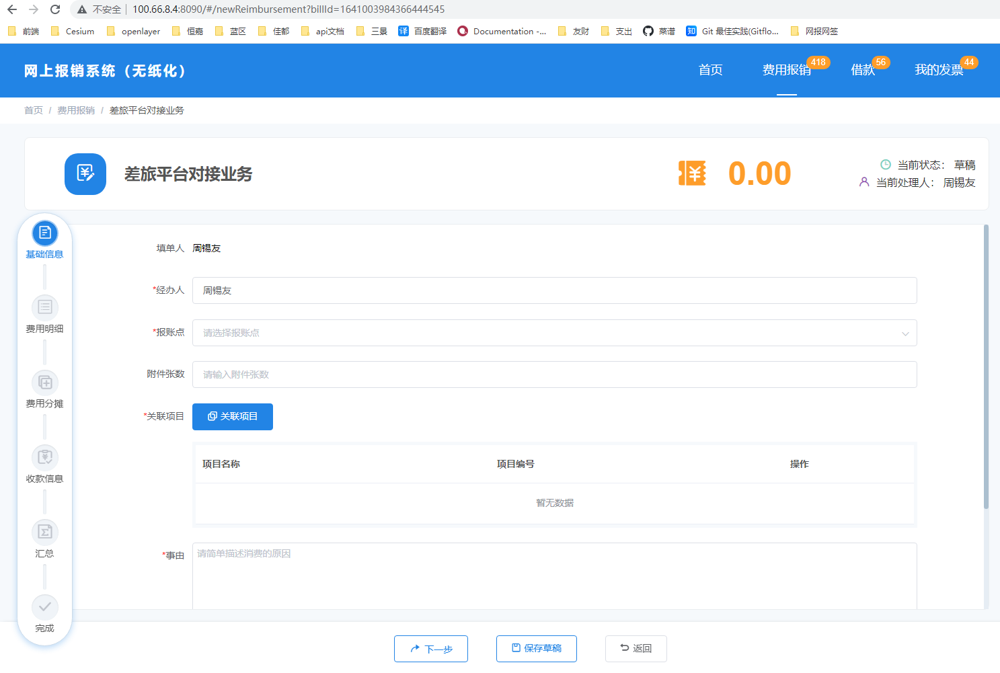 不安全 100.66.8.4:8090/#/newReimbursement?billId=1641003984366444545
前端 Cesium openlayer 恒嘉 蓝区 佳都 api文档 三景 译 百度翻译 Documentation -... 友财 支出 菜谱 知 Git 最佳实践(Gitflo... 网报网签
网上报销系统（无纸化） 首页 费用报销 418 借款 56 我的发票 44
首页 / 费用报销 / 差旅平台对接业务
差旅平台对接业务 0.00
当前状态： 草稿
当前处理人： 周锡友
基础信息
费用明细
费用分摊
收款信息
汇总
完成
填单人 周锡友
*经办人 周锡友
*报账点 请选择报账点
附件张数 请输入附件张数
*关联项目 关联项目
项目名称 项目编号 操作
暂无数据
*事由 请简单描述消费的原因
下一步 保存草稿 返回